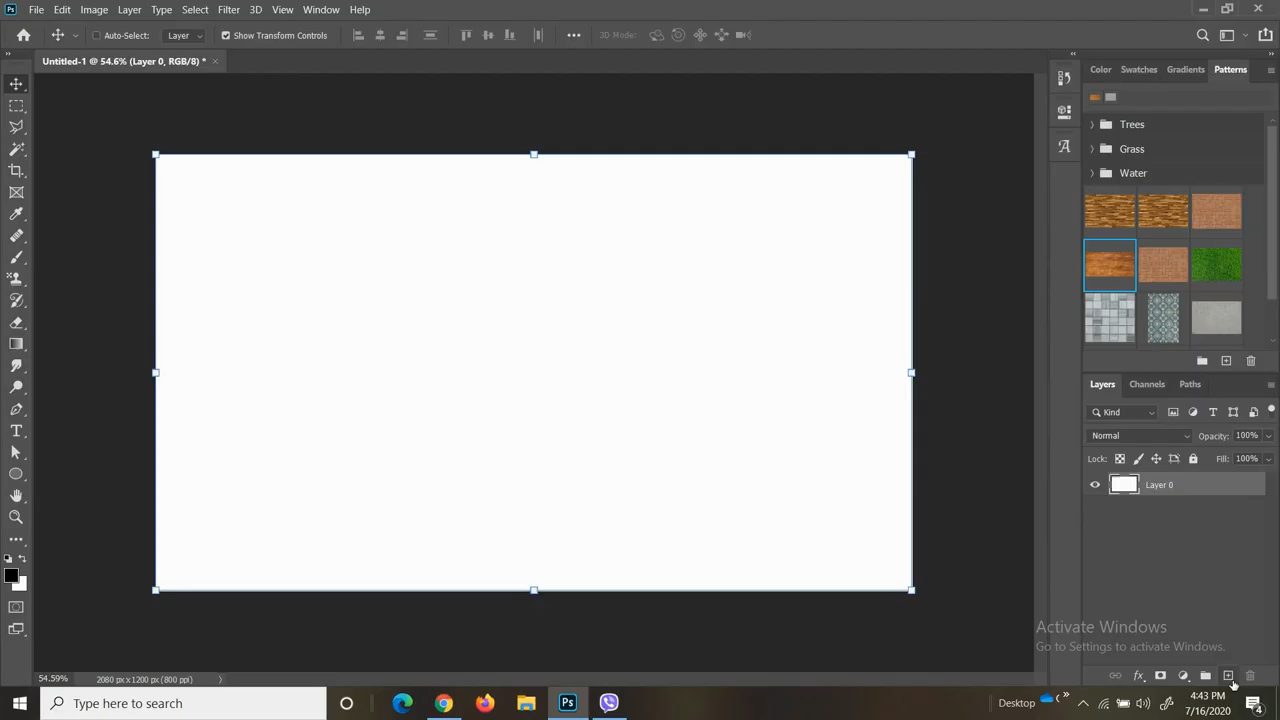 Ps File Edit Image Layer Type Select Filter 3D View Window Help
Auto-Select: Layer Show Transform Controls 3D Mode:
Untitled-1 @ 54.6% (Layer 0, RGB/8) *
Color Swatches Gradients Patterns
Trees
Grass
Water
Layers Channels Paths
Kind
Normal Opacity: 100%
Lock: Fill: 100%
Layer 0
Activate Windows
Go to Settings to activate Windows.
54.59% 2080 px x 1200 px (800 ppi)
Type here to search
Ps
Desktop
4:43 PM
7/16/2020
4